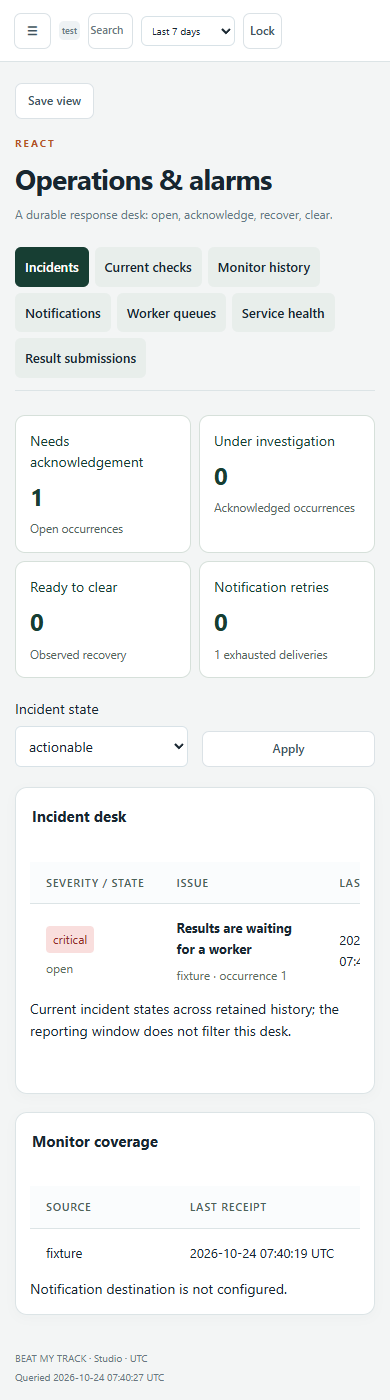 ☰ test Search Last 7 days Lock
Save view
REACT
Operations & alarms
A durable response desk: open, acknowledge, recover, clear.
Incidents Current checks Monitor history
Notifications Worker queues Service health
Result submissions
Needs acknowledgement
1
Open occurrences
Under investigation
0
Acknowledged occurrences
Ready to clear
0
Observed recovery
Notification retries
0
1 exhausted deliveries
Incident state
actionable Apply
Incident desk
SEVERITY / STATE ISSUE LAS
critical
open
Results are waiting
for a worker
fixture · occurrence 1
202
07:4
Current incident states across retained history; the
reporting window does not filter this desk.
Monitor coverage
SOURCE LAST RECEIPT
fixture 2026-10-24 07:40:19 UTC
Notification destination is not configured.
BEAT MY TRACK · Studio · UTC
Queried 2026-10-24 07:40:27 UTC